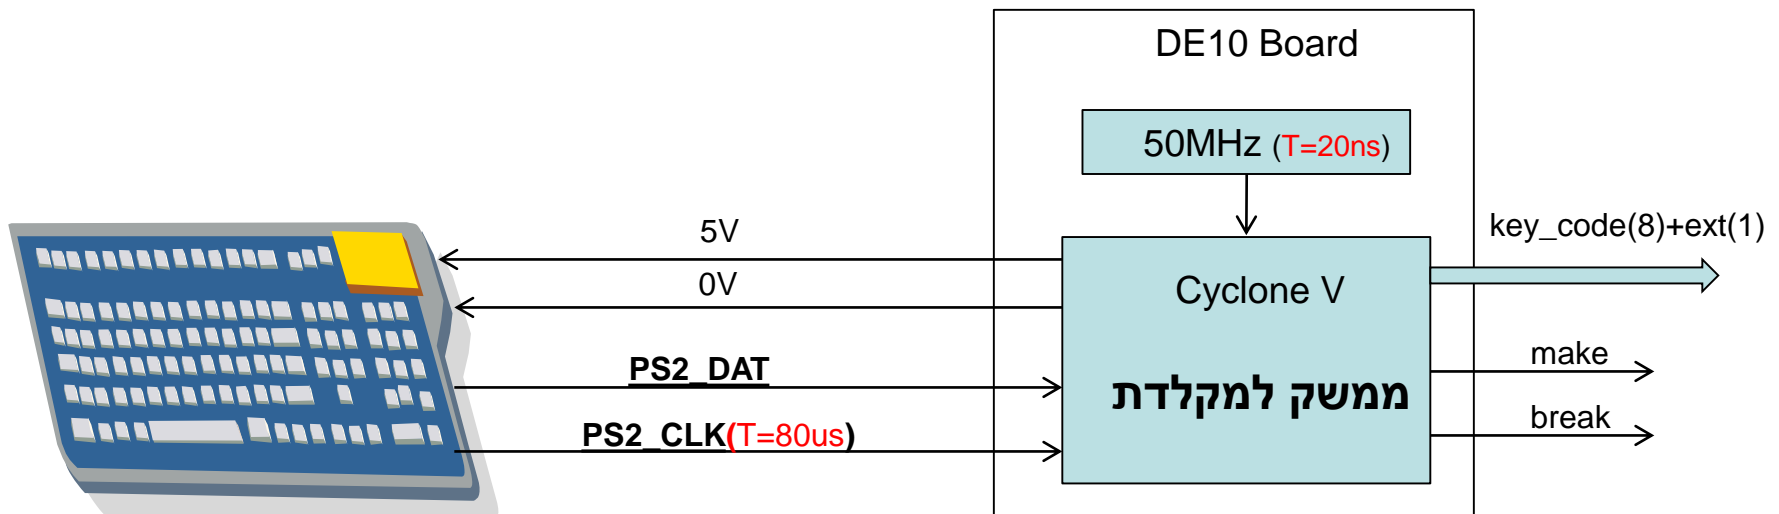 DE10 Board
50MHz (T=20ns)
5V
0V
PS2_DAT
PS2_CLK(T=80us)
Cyclone V
ממשק למקלדת
key_code(8)+ext(1)
make
break